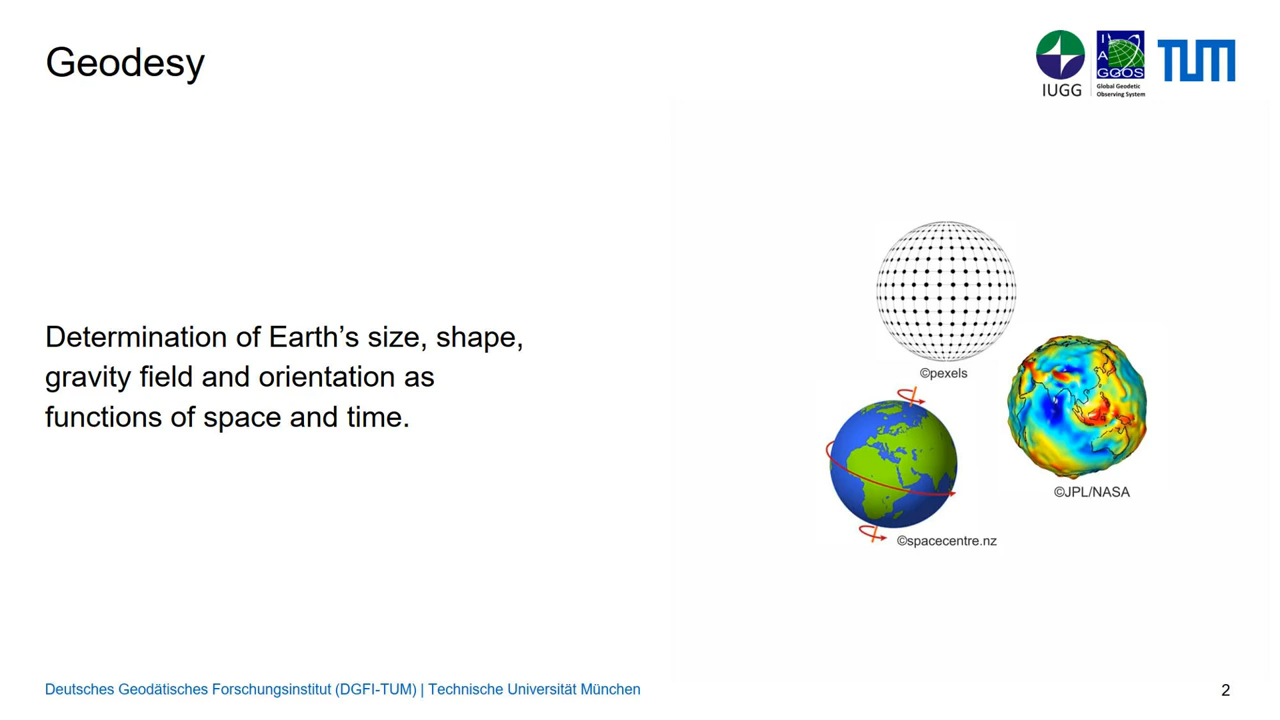 Geodesy
IUGG
I
A
G
GGOS
Global Geodetic
Observing System
TUM
Determination of Earth’s size, shape,
gravity field and orientation as
functions of space and time.
©pexels
©JPL/NASA
©spacecentre.nz
Deutsches Geodätisches Forschungsinstitut (DGFI-TUM) | Technische Universität München
2